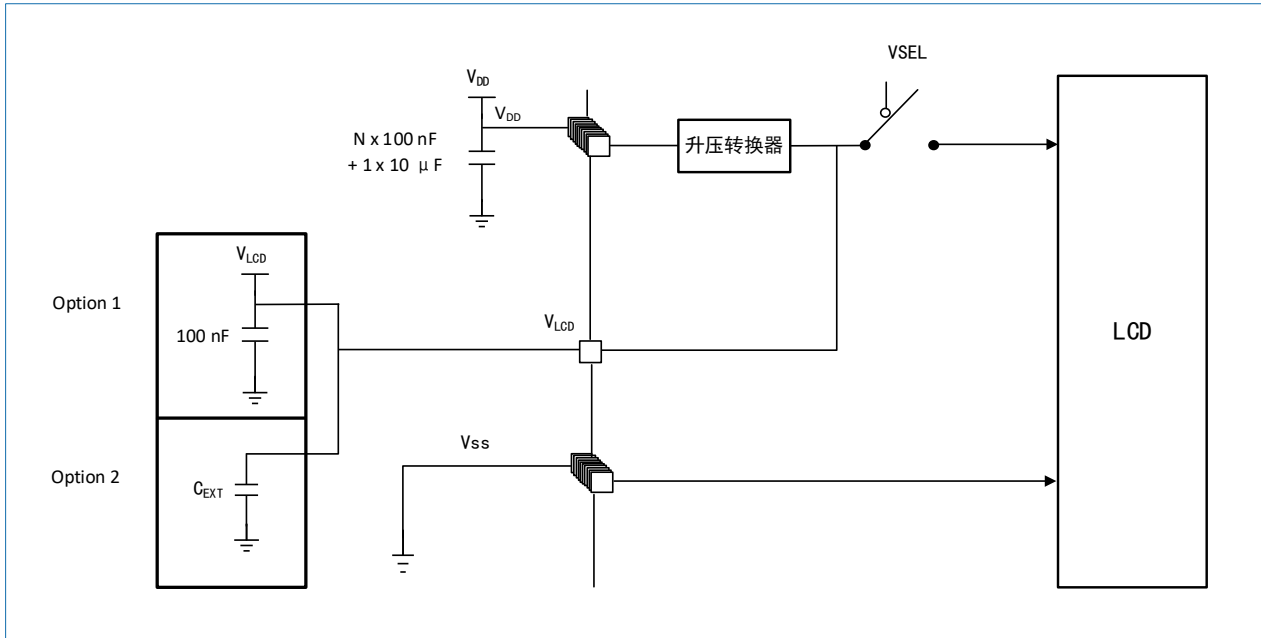 VSEL
VDD
VDD
N x 100 nF
+ 1 x 10 μF
升压转换器
VLCD
Option 1
100 nF
VLCD
LCD
Vss
Option 2
CEXT